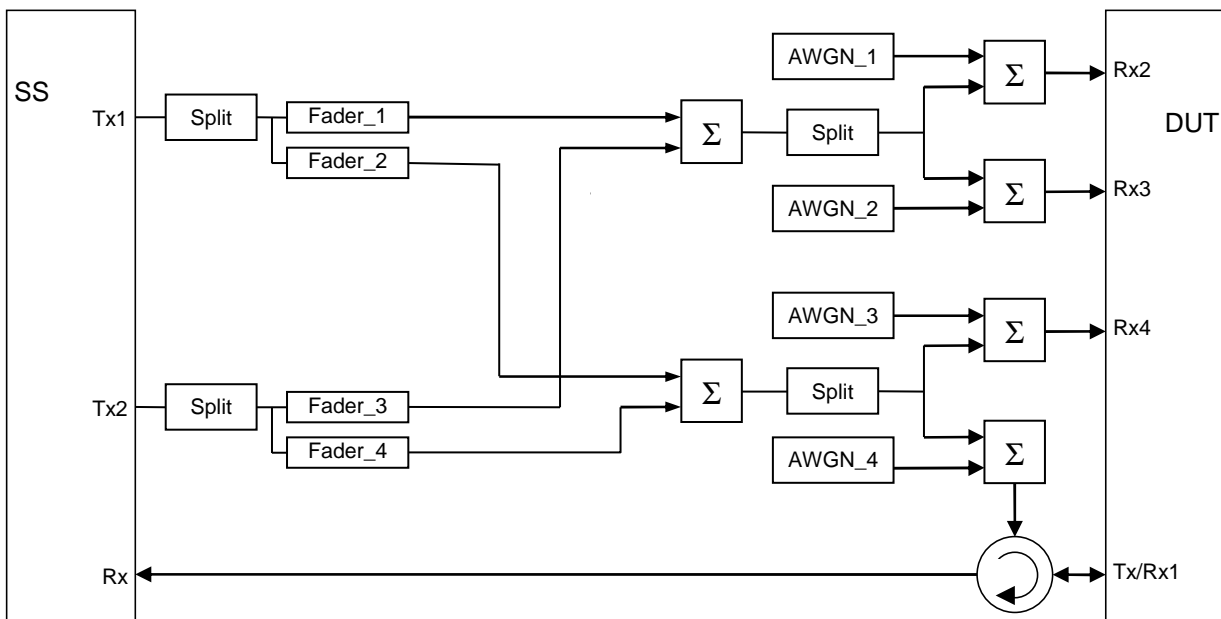 SS
Tx1
Split
Fader_1
Fader_2
Σ
Split
AWGN_1
Σ
Rx2
DUT
AWGN_2
Σ
Rx3
Tx2
Split
Fader_3
Fader_4
Σ
Split
AWGN_3
Σ
Rx4
AWGN_4
Σ
Rx
Tx/Rx1